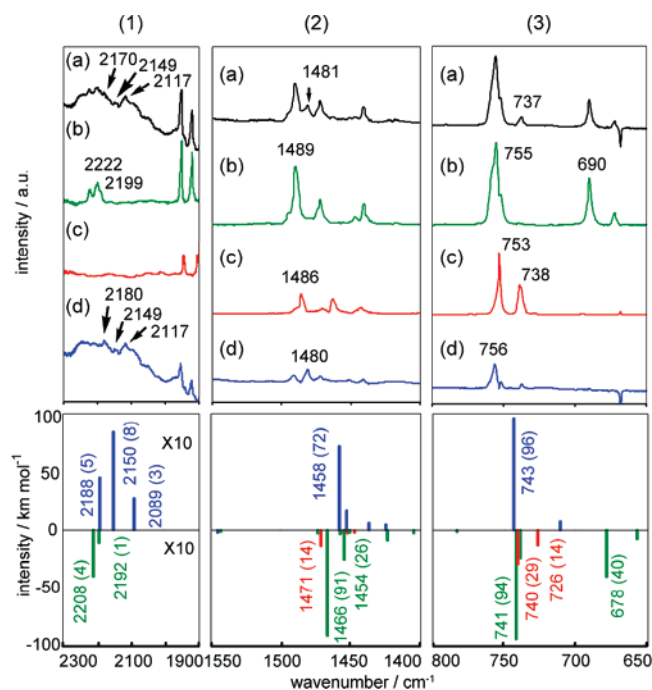 (1) (2) (3)
(a) 2170 2149 2117
(b) 2222 2199
(c)
(d) 2180 2149 2117
(a) 1481
(b) 1489
(c) 1486
(d) 1480
(a) 737
(b) 755 690
(c) 753 738
(d) 756
intensity / a.u.
100
50
0
-50
-100
intensity / km mol-1
X10
X10
2188 (5)
2150 (8)
2089 (3)
2208 (4)
2192 (1)
1458 (72)
1471 (14)
1466 (91)
1454 (26)
743 (96)
741 (94)
740 (29)
726 (14)
678 (40)
2300 2100 1900
1550 1500 1450 1400
800 750 700 650
wavenumber / cm-1